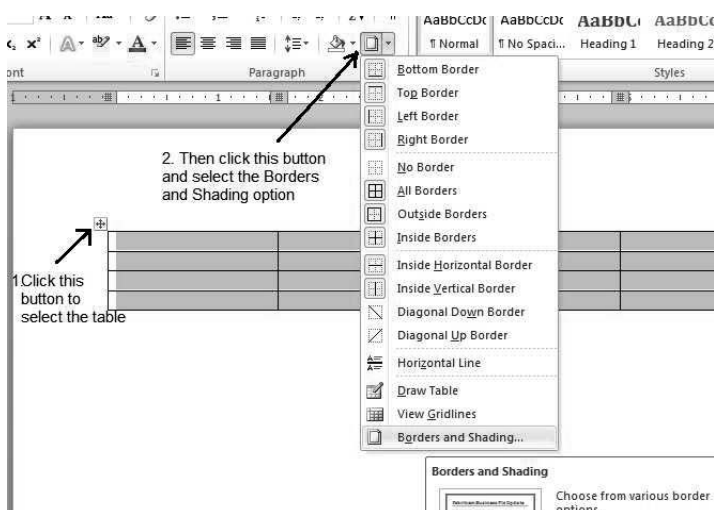 AaBbCcDc AaBbCcDc AaBbC AaBbCc
¶ Normal ¶ No Spaci... Heading 1 Heading 2
ont Paragraph Styles
1 2 3
Bottom Border
Top Border
Left Border
Right Border
No Border
All Borders
Outside Borders
Inside Borders
Inside Horizontal Border
Inside Vertical Border
Diagonal Down Border
Diagonal Up Border
Horizontal Line
Draw Table
View Gridlines
Borders and Shading...
2. Then click this button
and select the Borders
and Shading option
1.Click this
button to
select the table
Borders and Shading
Choose from various border
options